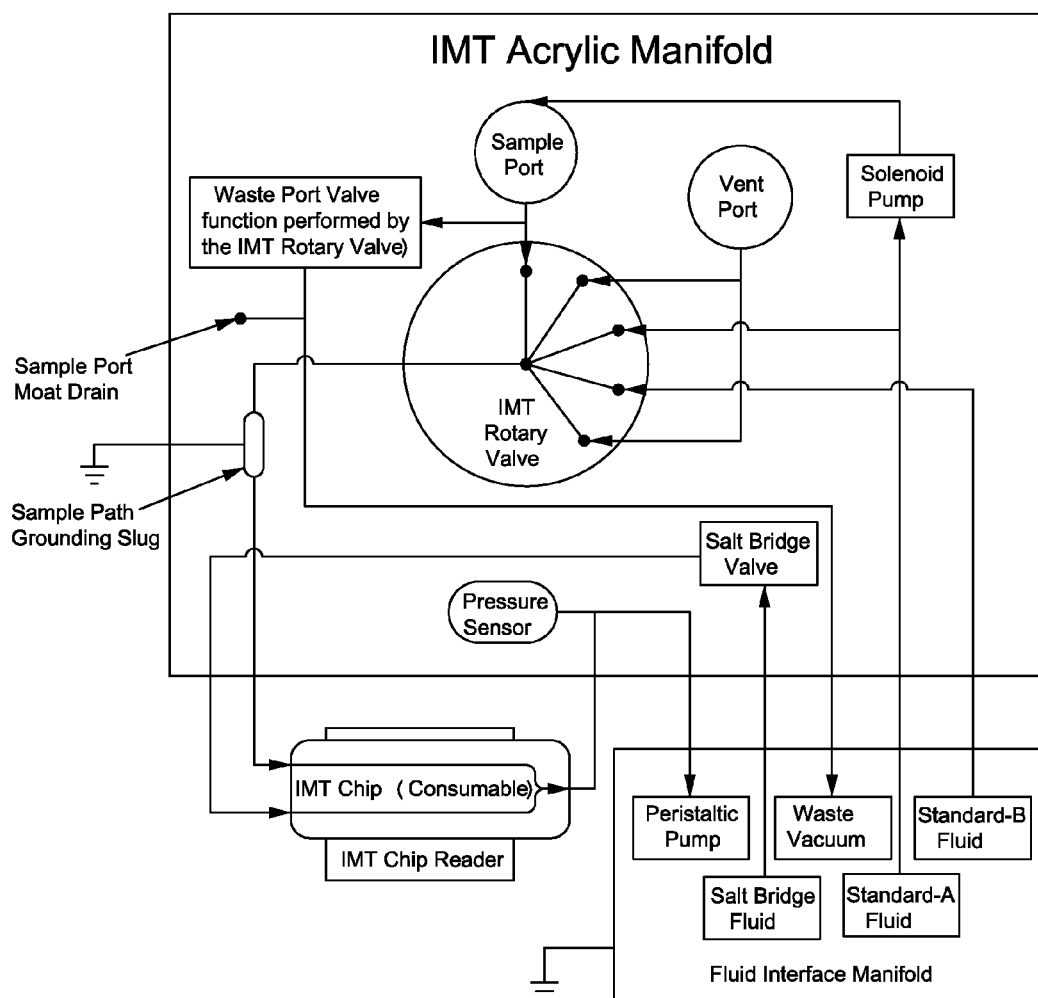 IMT Acrylic Manifold
Sample
Port
Vent
Port
Solenoid
Pump
Waste Port Valve
function performed by
the IMT Rotary Valve)
Sample Port
Moat Drain
IMT
Rotary
Valve
Sample Path
Grounding Slug
Salt Bridge
Valve
Pressure
Sensor
IMT Chip (Consumable)
IMT Chip Reader
Peristaltic
Pump
Waste
Vacuum
Standard-B
Fluid
Salt Bridge
Fluid
Standard-A
Fluid
Fluid Interface Manifold